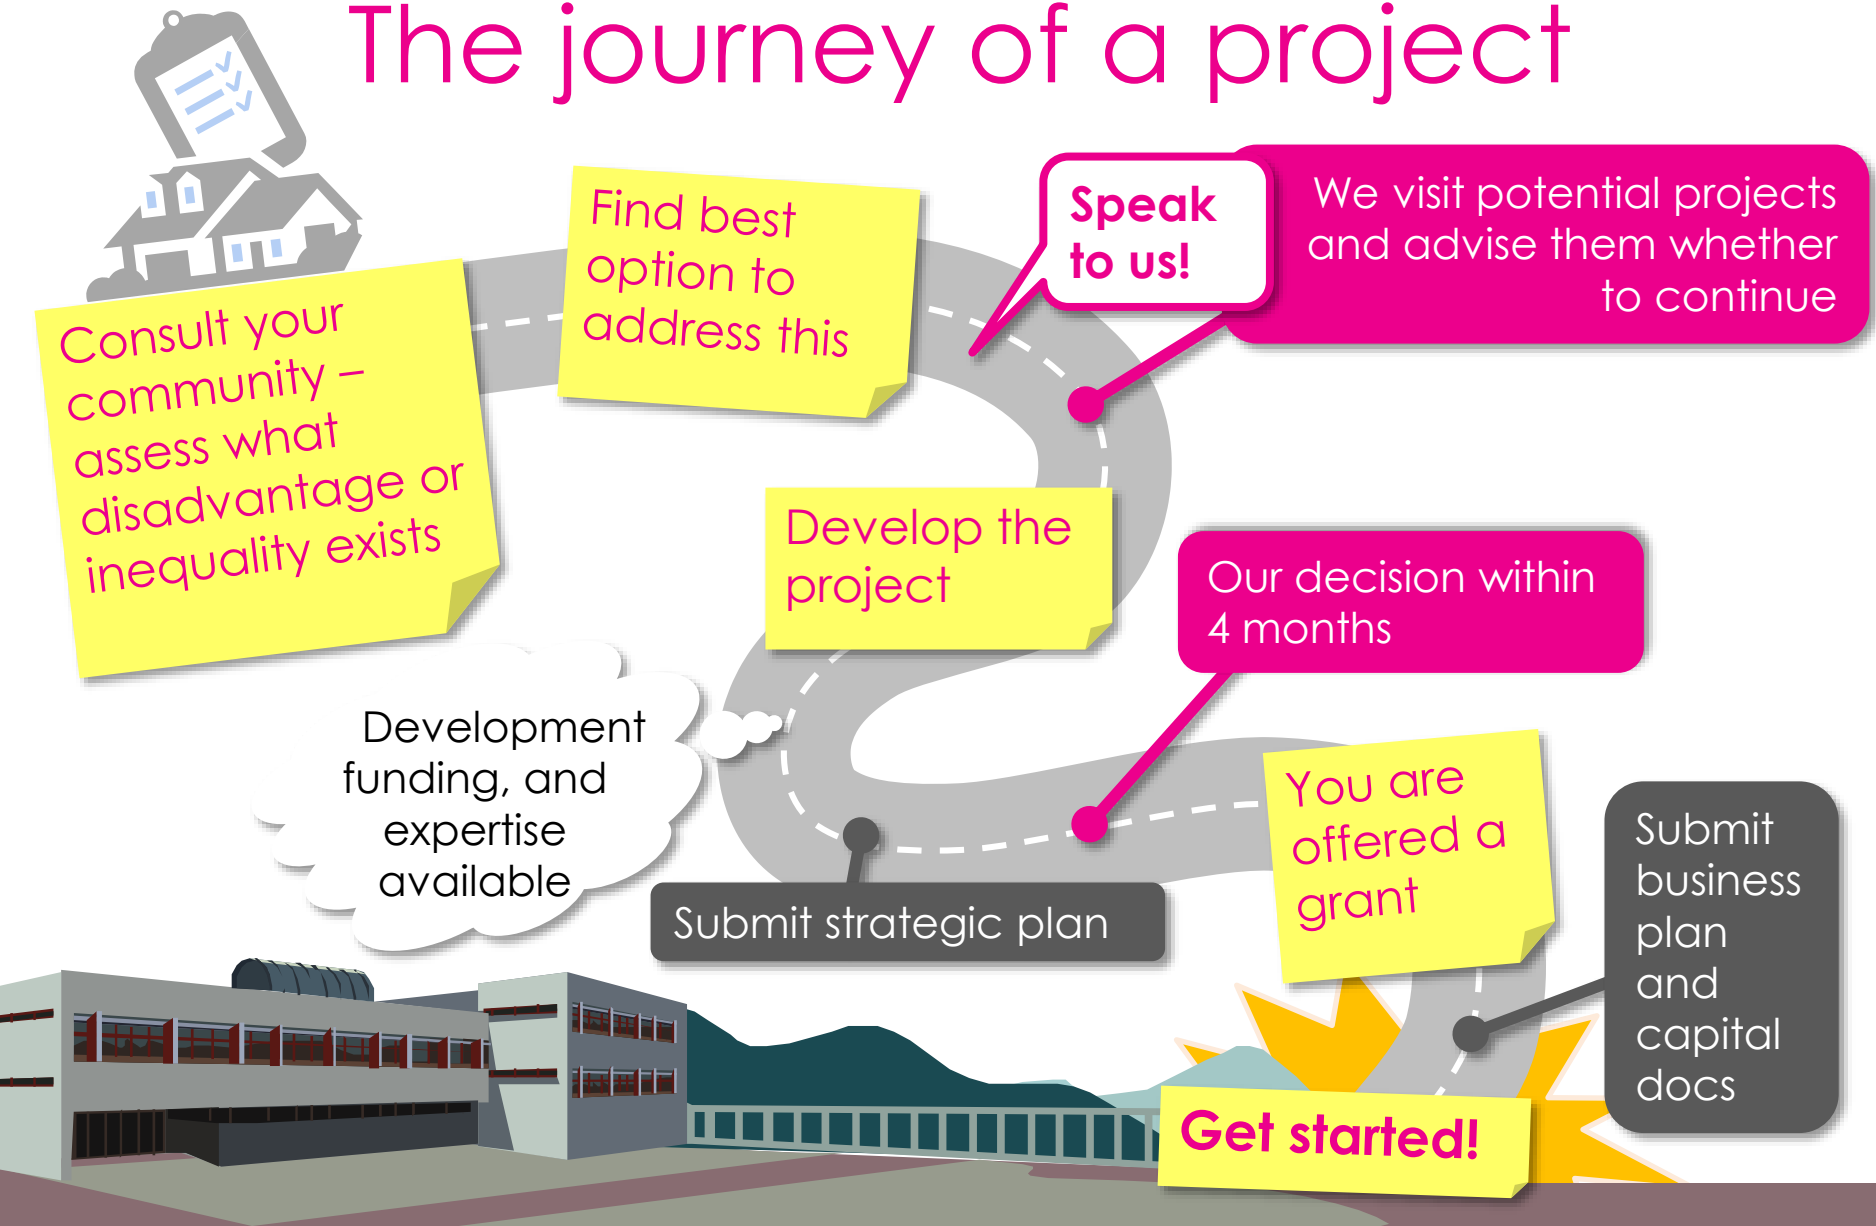 The journey of a project
Consult your
community –
assess what
disadvantage or
inequality exists
Find best
option to
address this
Speak
to us!
We visit potential projects
and advise them whether
to continue
Develop the
project
Our decision within
4 months
Development
funding, and
expertise
available
Submit strategic plan
You are
offered a
grant
Submit
business
plan
and
capital
docs
Get started!